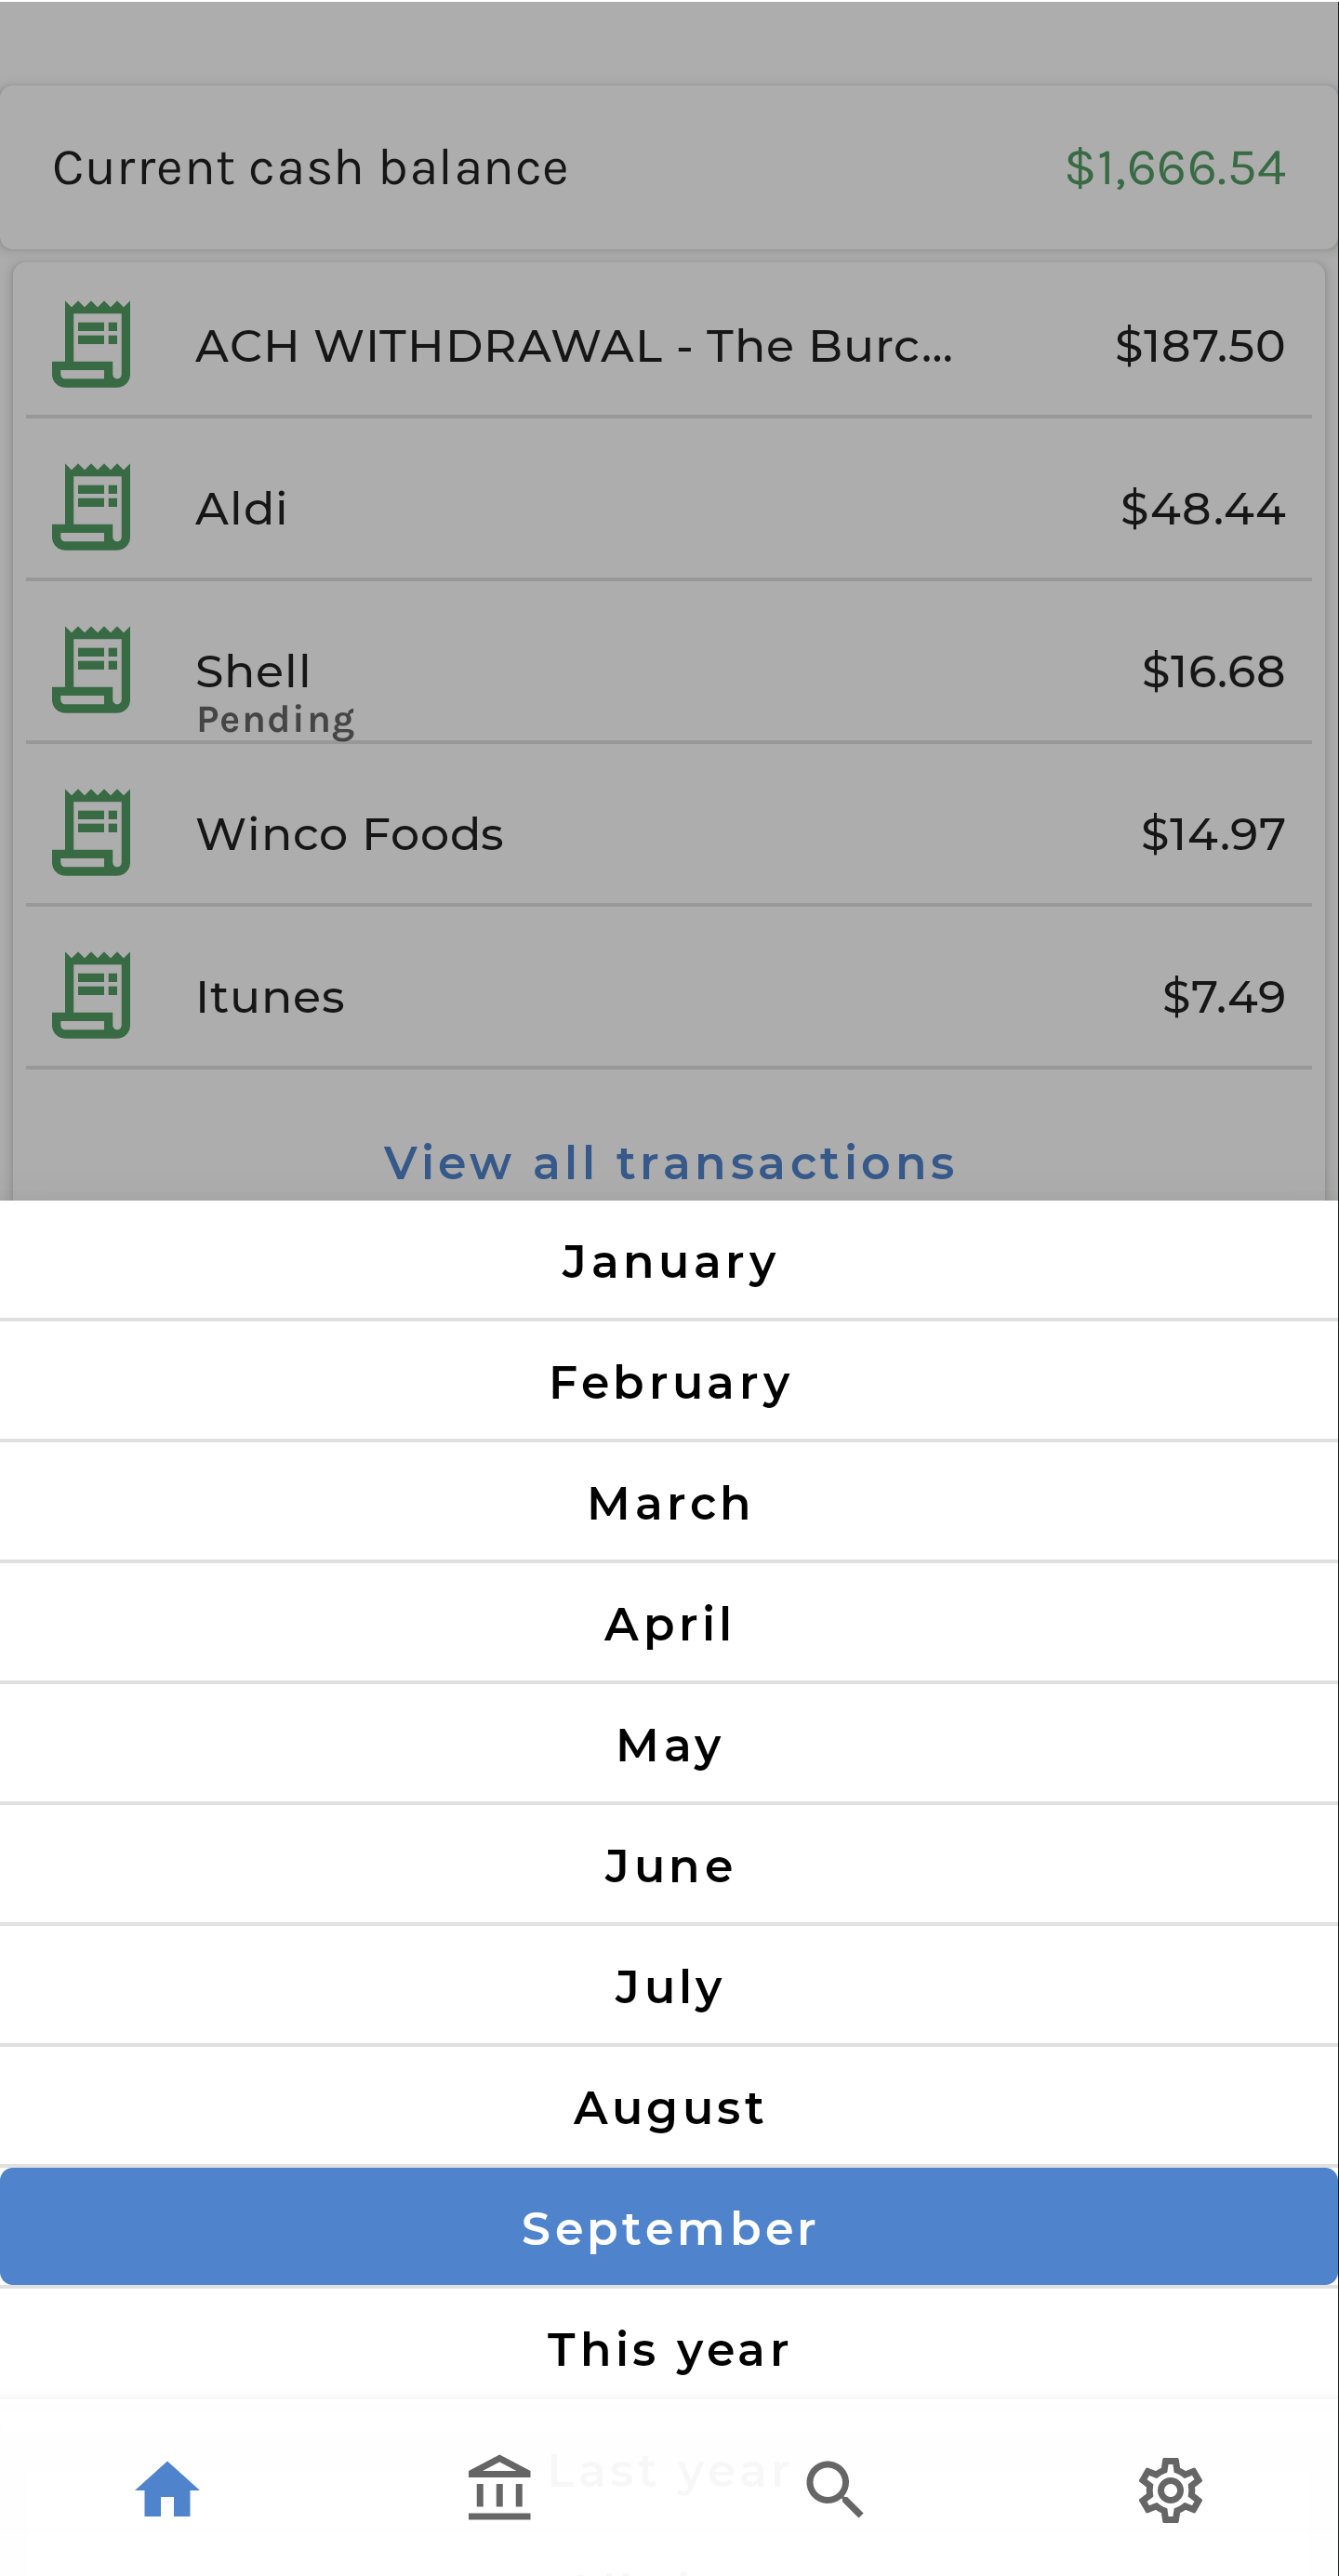 Current cash balance $1,666.54
ACH WITHDRAWAL - The Burc... $187.50
Aldi $48.44
Shell $16.68
Pending
Winco Foods $14.97
Itunes $7.49
View all transactions
January
February
March
April
May
June
July
August
September
This year
Last year